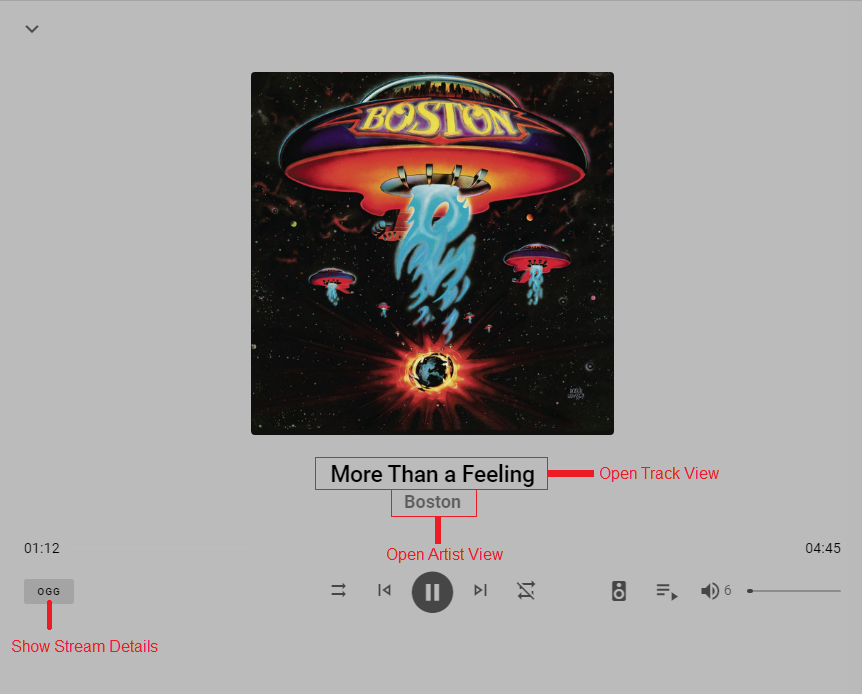 BOSTON
More Than a Feeling
Open Track View
Boston
Open Artist View
01:12
04:45
OGG
6
Show Stream Details